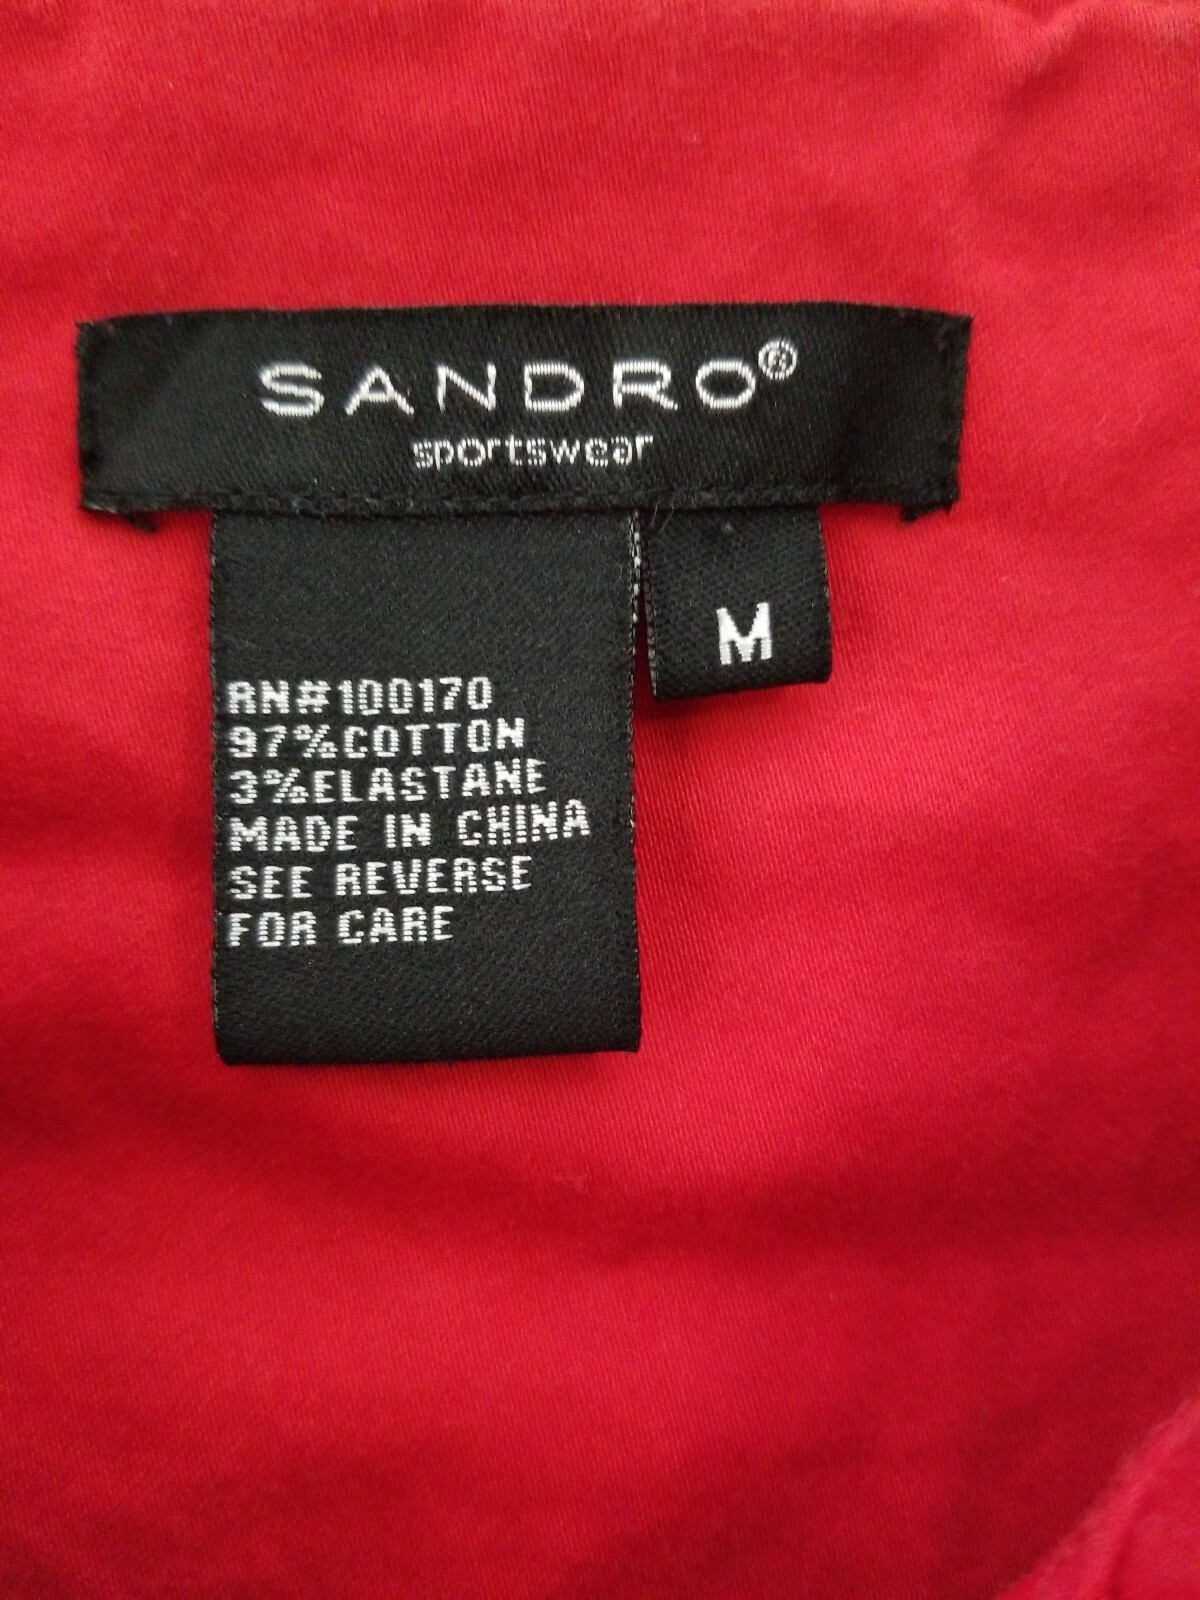 SANDRO®
sportswear
M
RN#100170
97%COTTON
3%ELASTANE
MADE IN CHINA
SEE REVERSE
FOR CARE